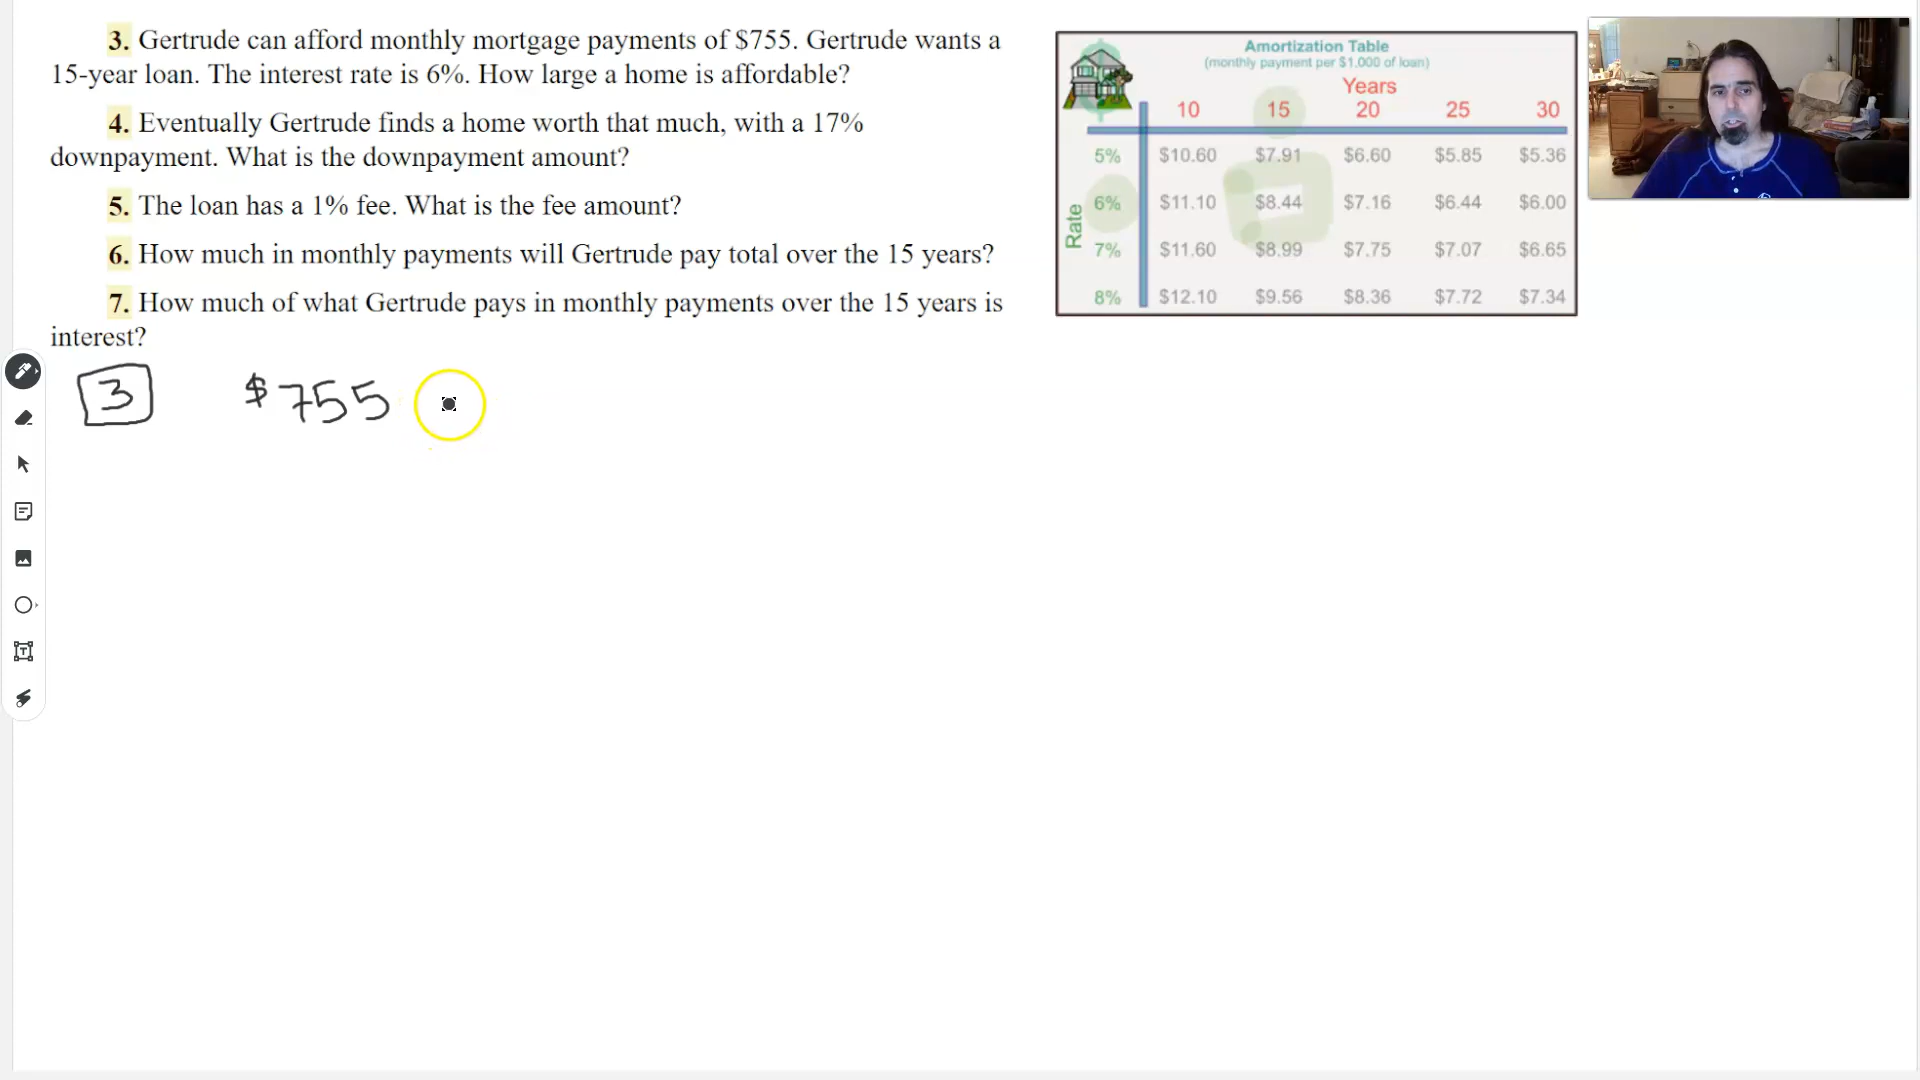 3. Gertrude can afford monthly mortgage payments of $755. Gertrude wants a
15-year loan. The interest rate is 6%. How large a home is affordable?
4. Eventually Gertrude finds a home worth that much, with a 17%
downpayment. What is the downpayment amount?
5. The loan has a 1% fee. What is the fee amount?
6. How much in monthly payments will Gertrude pay total over the 15 years?
7. How much of what Gertrude pays in monthly payments over the 15 years is
interest?
Amortization Table
(monthly payment per $1,000 of loan)
Years
10 15 20 25 30
Rate
5% $10.60 $7.91 $6.60 $5.85 $5.36
6% $11.10 $8.44 $7.16 $6.44 $6.00
7% $11.60 $8.99 $7.75 $7.07 $6.65
8% $12.10 $9.56 $8.36 $7.72 $7.34
3 $755